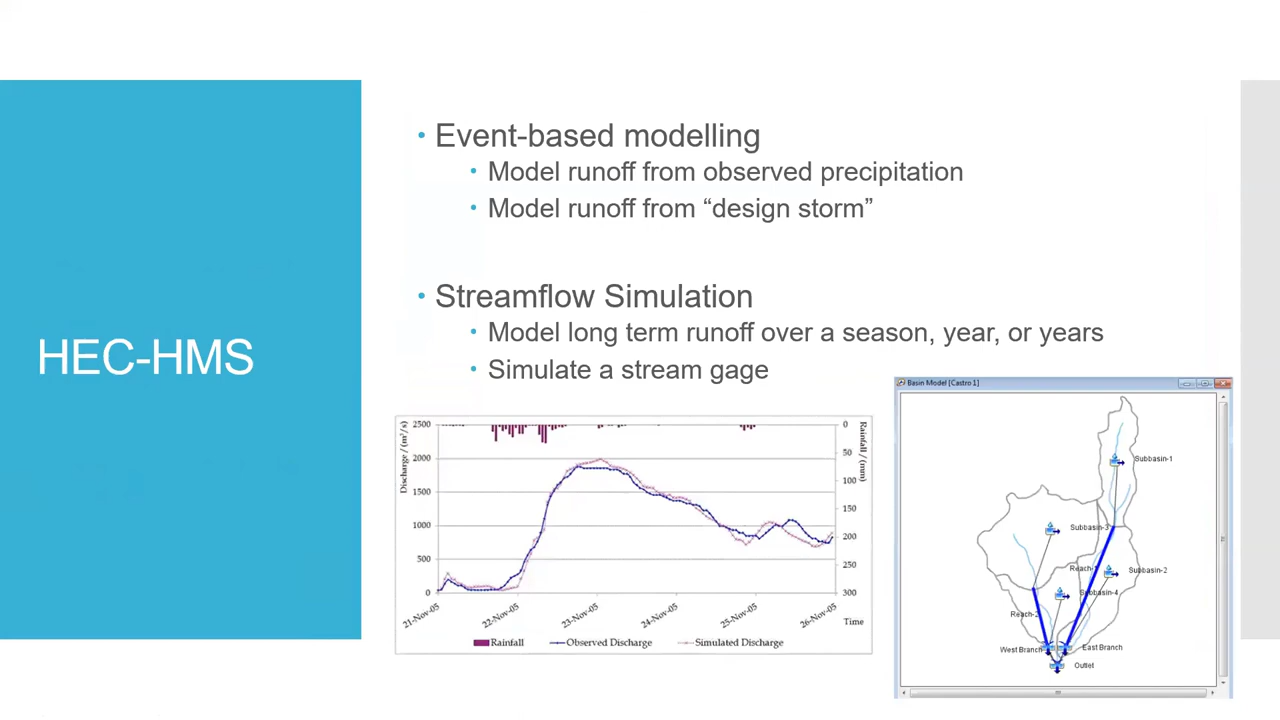 HEC-HMS
• Event-based modelling
• Model runoff from observed precipitation
• Model runoff from “design storm”
• Streamflow Simulation
• Model long term runoff over a season, year, or years
• Simulate a stream gage
Discharge / (m³/s)
2500
2000
1500
1000
500
0
0
50
100
150
200
250
300
Rainfall / (mm)
21-Nov-05
22-Nov-05
23-Nov-05
24-Nov-05
25-Nov-05
26-Nov-05
Time
Rainfall
Observed Discharge
Simulated Discharge
Basin Model [Castro 1]
Subbasin-1
Subbasin-3
Reach-1
Subbasin-2
Subbasin-4
Reach-2
West Branch
East Branch
Outlet